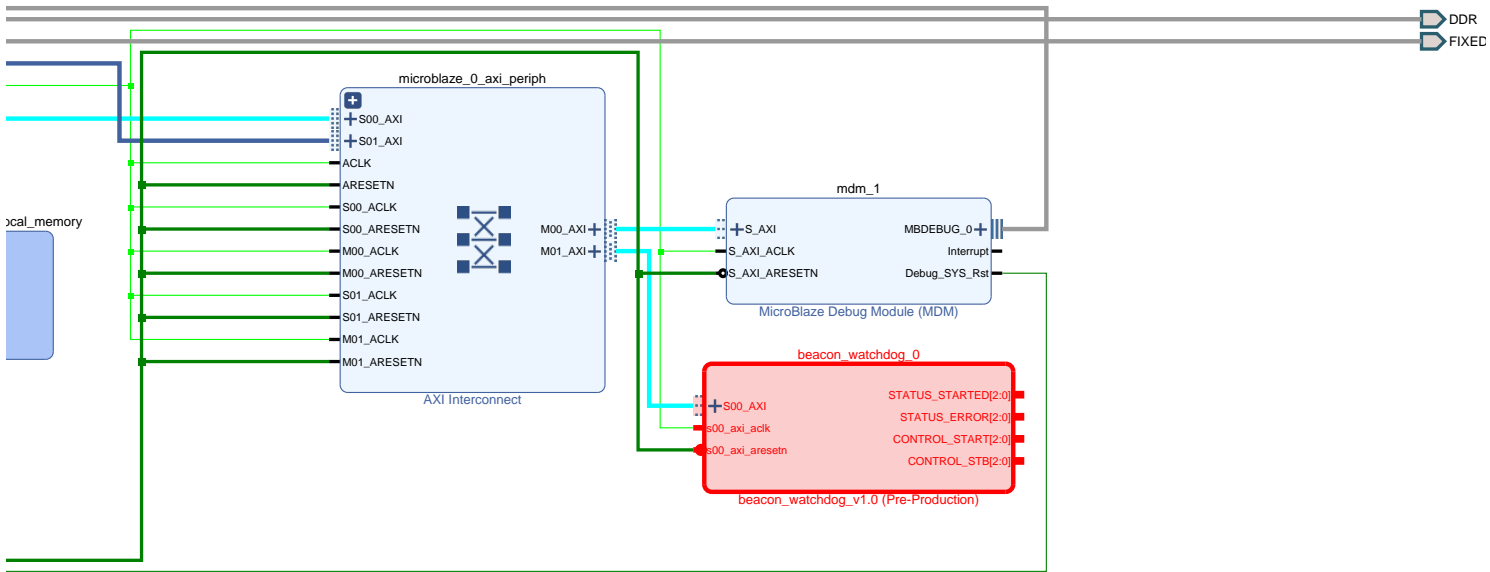 DDR
FIXED
microblaze_0_axi_periph
S00_AXI
S01_AXI
ACLK
ARESETN
S00_ACLK
S00_ARESETN
M00_ACLK
M00_ARESETN
S01_ACLK
S01_ARESETN
M01_ACLK
M01_ARESETN
M00_AXI
M01_AXI
AXI Interconnect
ocal_memory
mdm_1
S_AXI
S_AXI_ACLK
S_AXI_ARESETN
MBDEBUG_0
Interrupt
Debug_SYS_Rst
MicroBlaze Debug Module (MDM)
beacon_watchdog_0
S00_AXI
s00_axi_aclk
s00_axi_aresetn
STATUS_STARTED[2:0]
STATUS_ERROR[2:0]
CONTROL_START[2:0]
CONTROL_STB[2:0]
beacon_watchdog_v1.0 (Pre-Production)